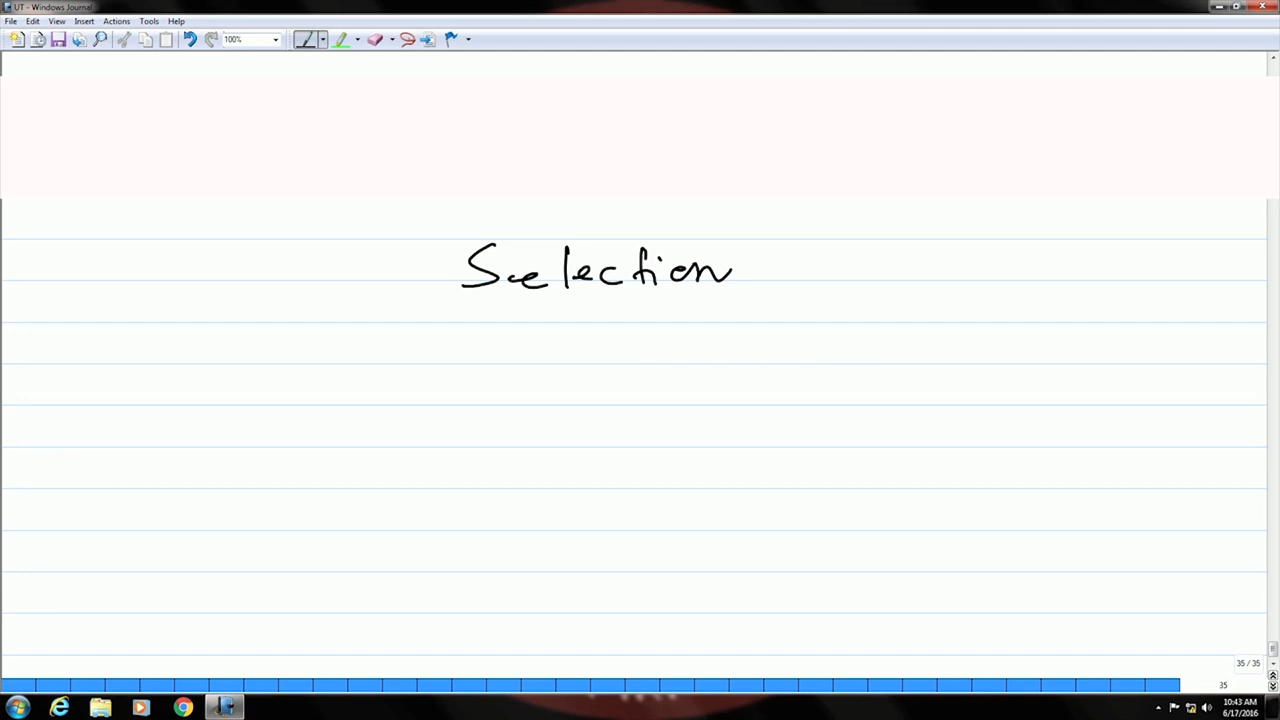 UT - Windows Journal
File Edit View Insert Actions Tools Help
100%
Selection
35 / 35
35
10:43 AM
6/17/2016